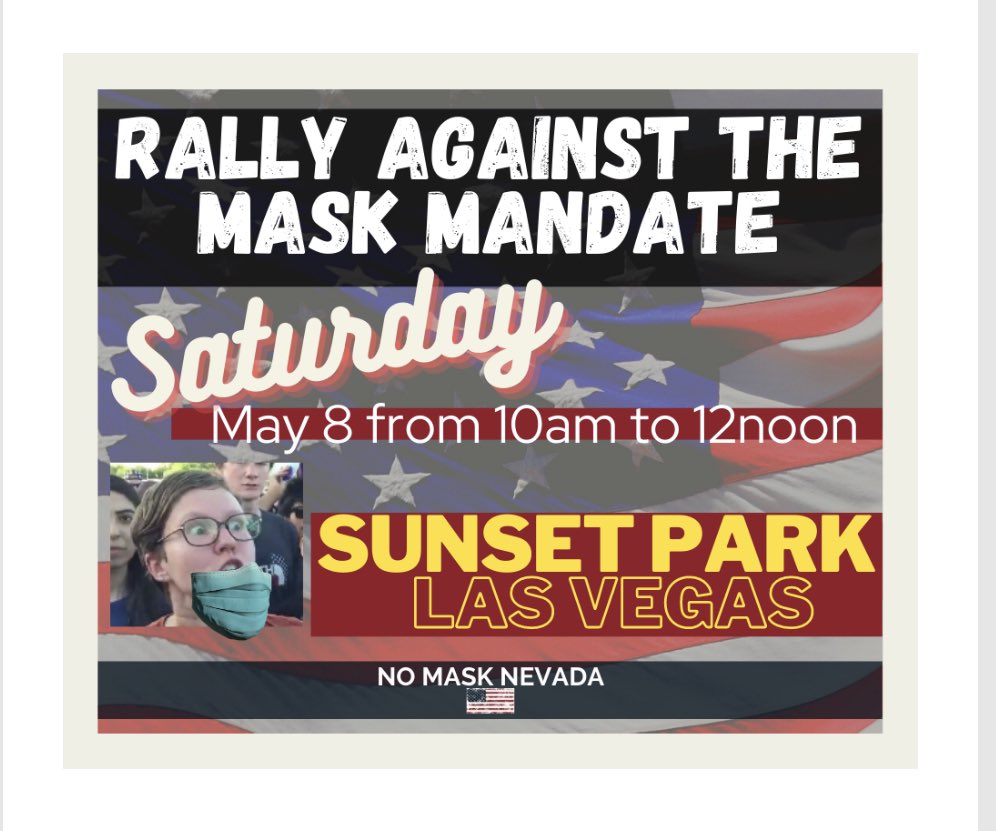 RALLY AGAINST THE
MASK MANDATE
Saturday
May 8 from 10am to 12noon
SUNSET PARK
LAS VEGAS
NO MASK NEVADA